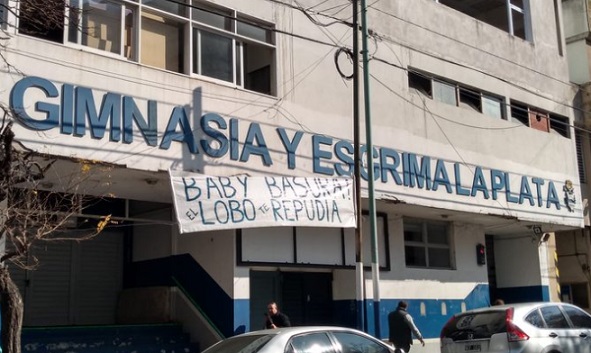 GIMNASIA Y ESGRIMA LA PLATA
BABY BASURA!
EL LOBO TE REPUDIA